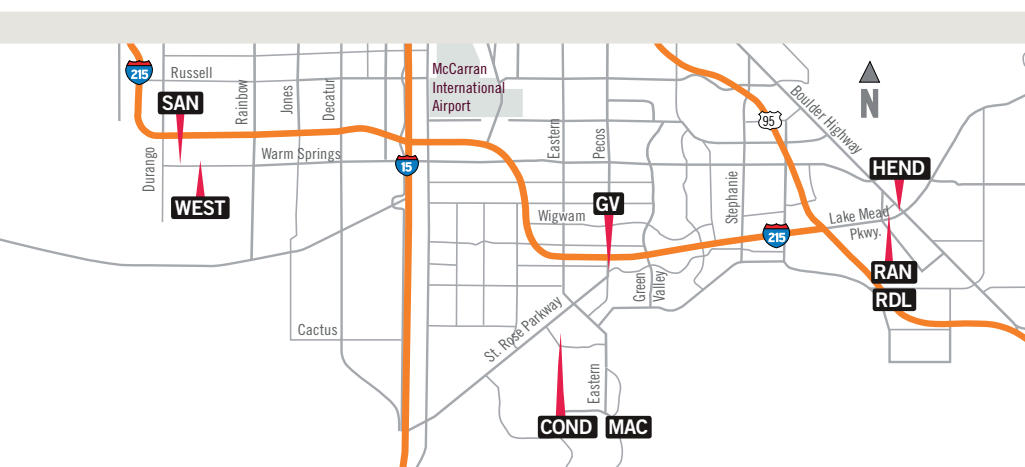 McCarran
International
Airport
215
Russell
SAN
Rainbow
Jones
Decatur
Boulder Highway
N
95
Eastern
Pecos
Warm Springs
15
Durango
HEND
Stephanie
WEST
GV
Wigwam
Lake Mead
Pkwy.
215
RAN
RDL
Green
Valley
St. Rose Parkway
Cactus
Eastern
COND
MAC